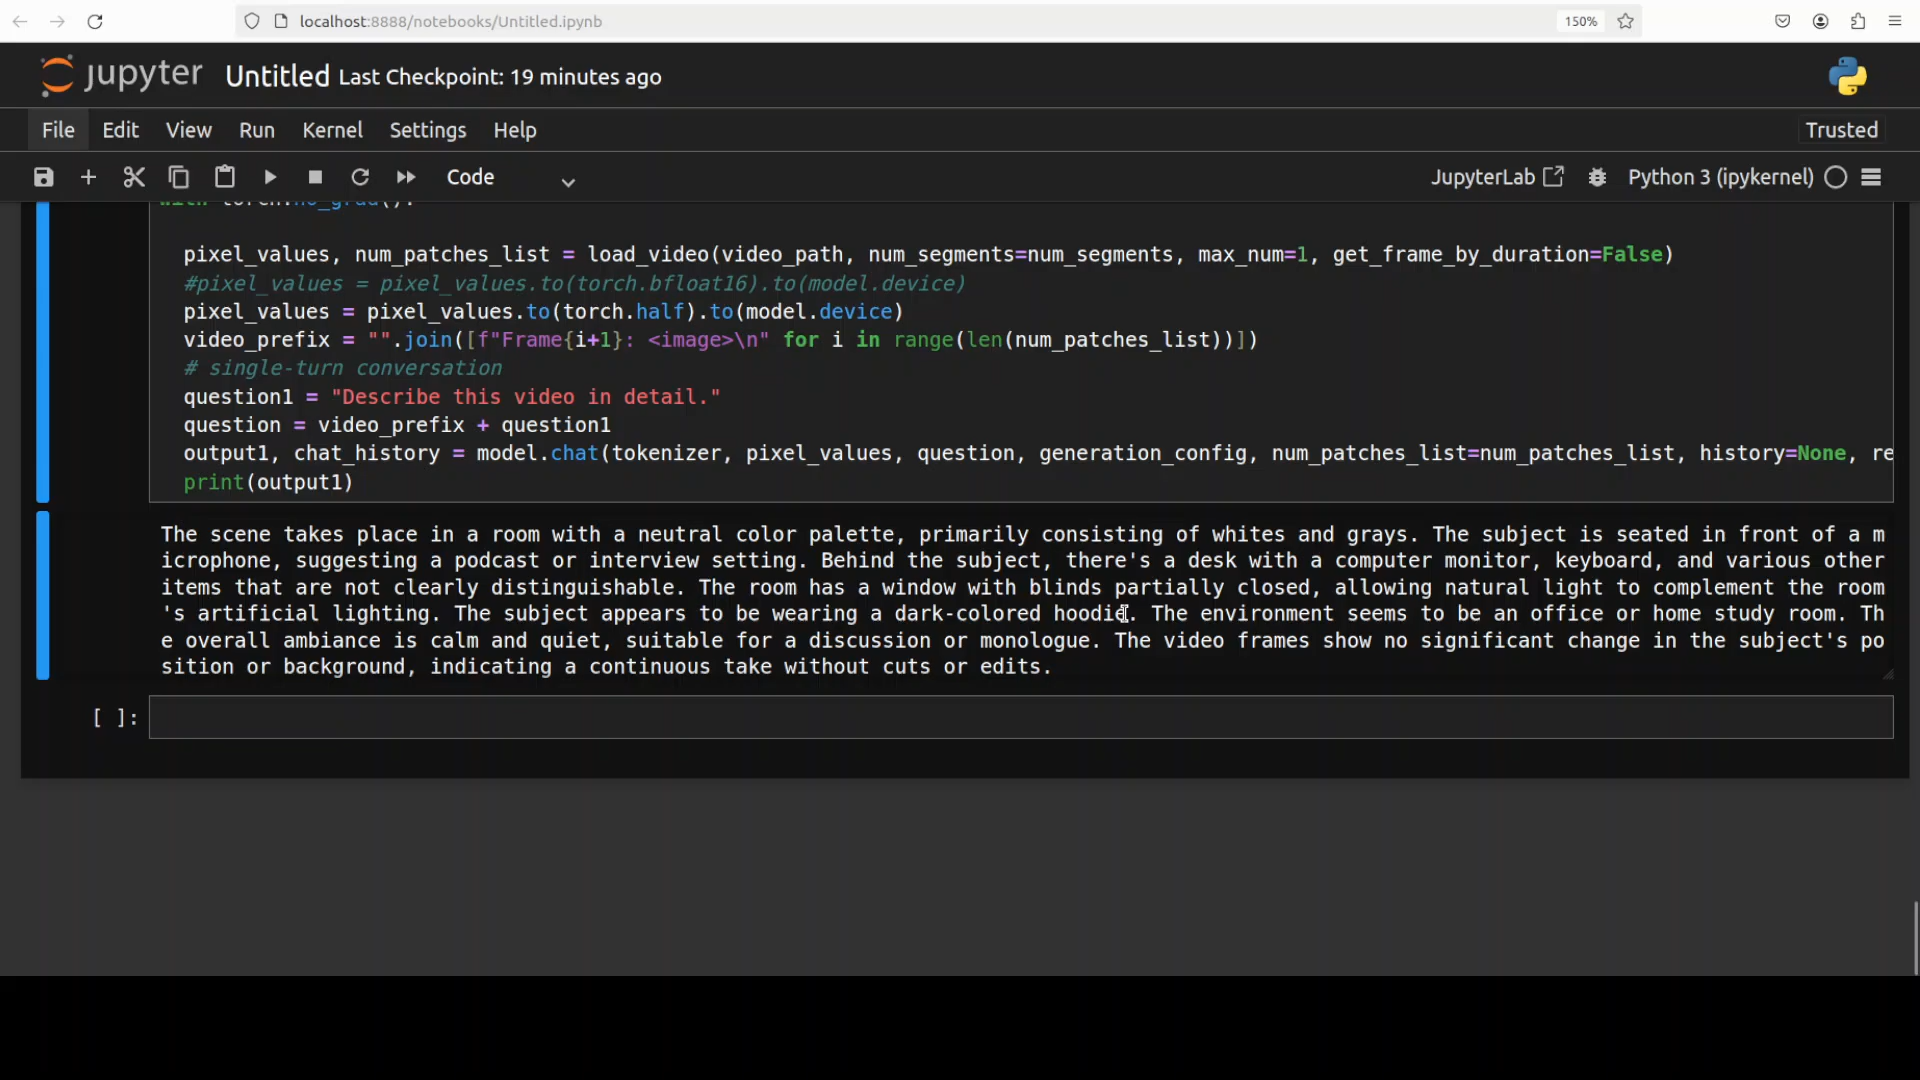 localhost:8888/notebooks/Untitled.ipynb
150%
jupyter Untitled Last Checkpoint: 19 minutes ago
File Edit View Run Kernel Settings Help
Trusted
Code
JupyterLab
Python 3 (ipykernel)
with torch.no_grad():
pixel_values, num_patches_list = load_video(video_path, num_segments=num_segments, max_num=1, get_frame_by_duration=False)
#pixel_values = pixel_values.to(torch.bfloat16).to(model.device)
pixel_values = pixel_values.to(torch.half).to(model.device)
video_prefix = "".join([f"Frame{i+1}: <image>\n" for i in range(len(num_patches_list))])
# single-turn conversation
question1 = "Describe this video in detail."
question = video_prefix + question1
output1, chat_history = model.chat(tokenizer, pixel_values, question, generation_config, num_patches_list=num_patches_list, history=None, re
print(output1)
The scene takes place in a room with a neutral color palette, primarily consisting of whites and grays. The subject is seated in front of a m
icrophone, suggesting a podcast or interview setting. Behind the subject, there's a desk with a computer monitor, keyboard, and various other
items that are not clearly distinguishable. The room has a window with blinds partially closed, allowing natural light to complement the room
's artificial lighting. The subject appears to be wearing a dark-colored hoodie. The environment seems to be an office or home study room. Th
e overall ambiance is calm and quiet, suitable for a discussion or monologue. The video frames show no significant change in the subject's po
sition or background, indicating a continuous take without cuts or edits.
[ ]: